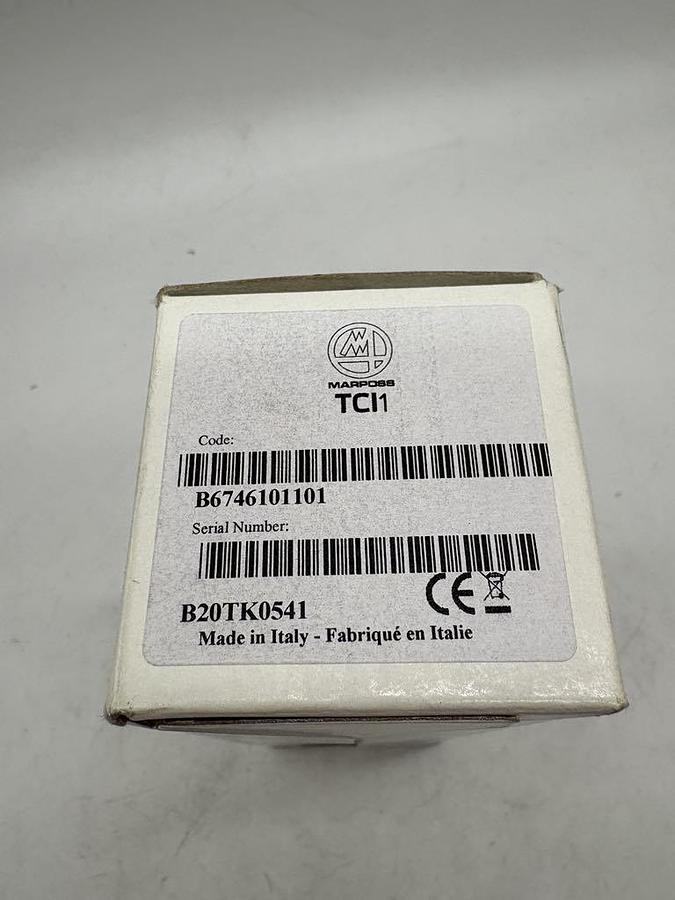 MARPOSS
TCI1
Code:
B6746101101
Serial Number:
B20TK0541
Made in Italy - Fabriqué en Italie